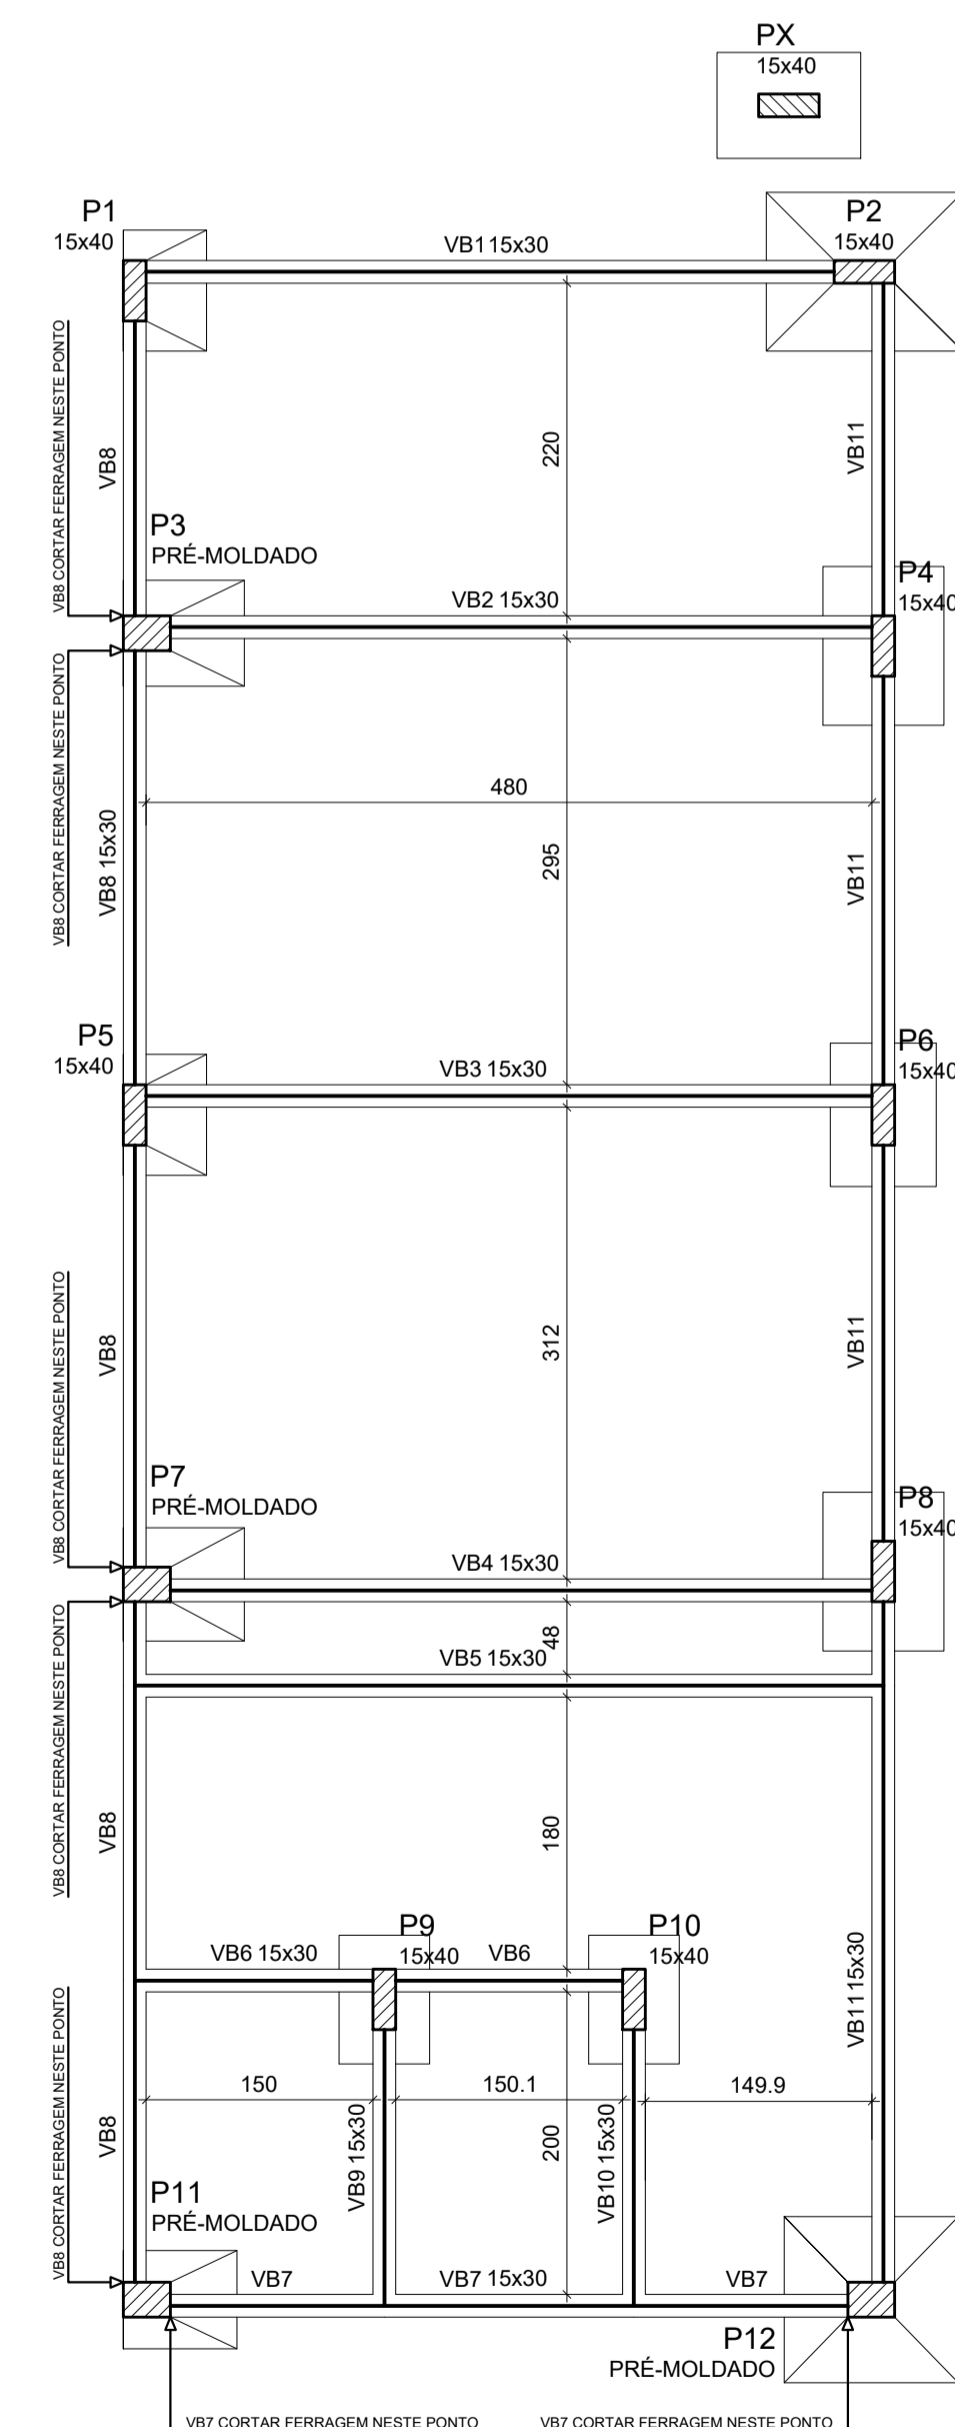 PX
15x40
P1
15x40
VB1 15x30
P2
15x40
VB8 CORTAR FERRAGEM NESTE PONTO
VB8
220
VB11
P3
PRÉ-MOLDADO
VB2 15x30
P4
15x40
VB8 CORTAR FERRAGEM NESTE PONTO
VB8 15x30
480
295
VB11
P5
15x40
VB3 15x30
P6
15x40
VB8 CORTAR FERRAGEM NESTE PONTO
VB8
312
VB11
P7
PRÉ-MOLDADO
VB4 15x30
P8
15x40
48
VB5 15x30
VB8 CORTAR FERRAGEM NESTE PONTO
VB8
180
P9
15x40
P10
15x40
VB6 15x30
VB6
VB11 15x30
150
150.1
149.9
VB8 CORTAR FERRAGEM NESTE PONTO
VB8
VB9 15x30
200
VB10 15x30
P11
PRÉ-MOLDADO
VB7
VB7 15x30
VB7
P12
PRÉ-MOLDADO
VB7 CORTAR FERRAGEM NESTE PONTO
VB7 CORTAR FERRAGEM NESTE PONTO